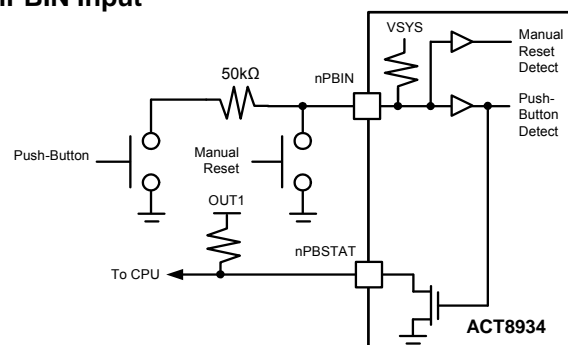 nPBIN Input
VSYS
Manual
Reset
Detect
50kΩ
nPBIN
Push-
Button
Detect
Push-Button
Manual
Reset
OUT1
nPBSTAT
To CPU
ACT8934